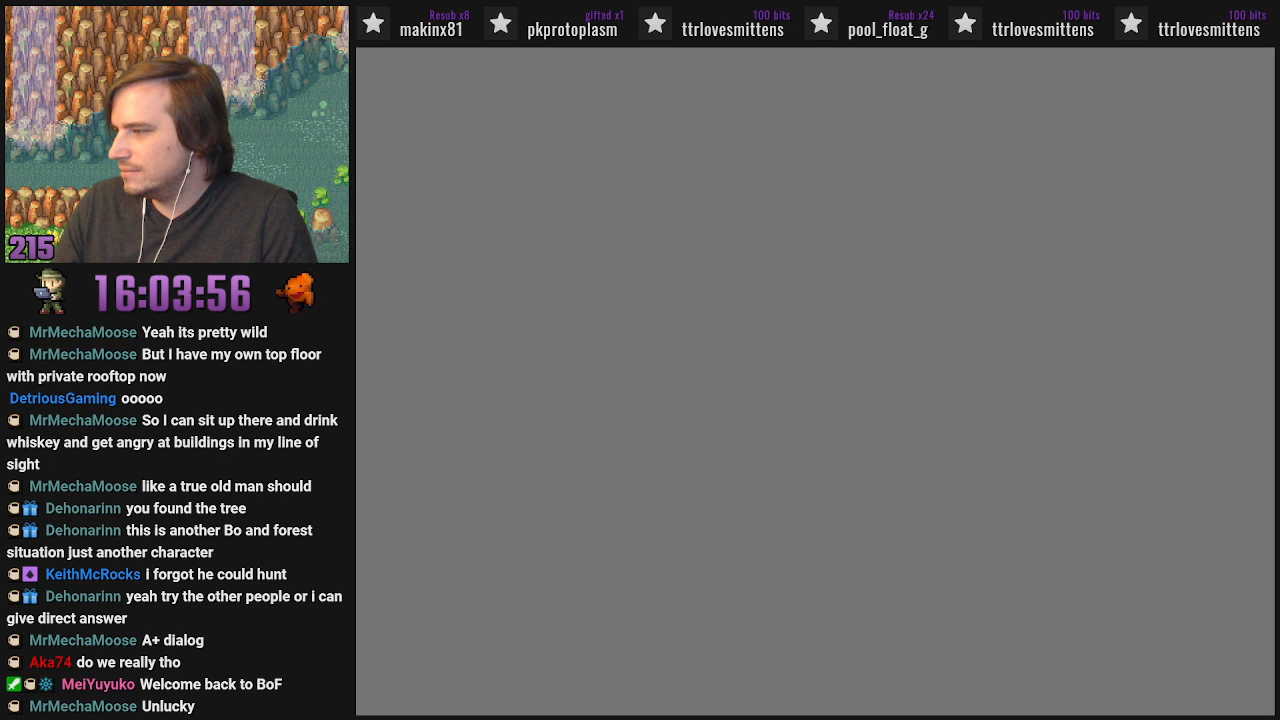 Resub x8
makinx81
gifted x1
pkprotoplasm
100 bits
ttrlovesmittens
Resub x24
pool_float_g
100 bits
ttrlovesmittens
100 bits
ttrlovesmittens
215
16:03:56
MrMechaMoose Yeah its pretty wild
MrMechaMoose But I have my own top floor
with private rooftop now
DetriousGaming ooooo
MrMechaMoose So I can sit up there and drink
whiskey and get angry at buildings in my line of
sight
MrMechaMoose like a true old man should
Dehonarinn you found the tree
Dehonarinn this is another Bo and forest
situation just another character
KeithMcRocks i forgot he could hunt
Dehonarinn yeah try the other people or i can
give direct answer
MrMechaMoose A+ dialog
Aka74 do we really tho
MeiYuyuko Welcome back to BoF
MrMechaMoose Unlucky